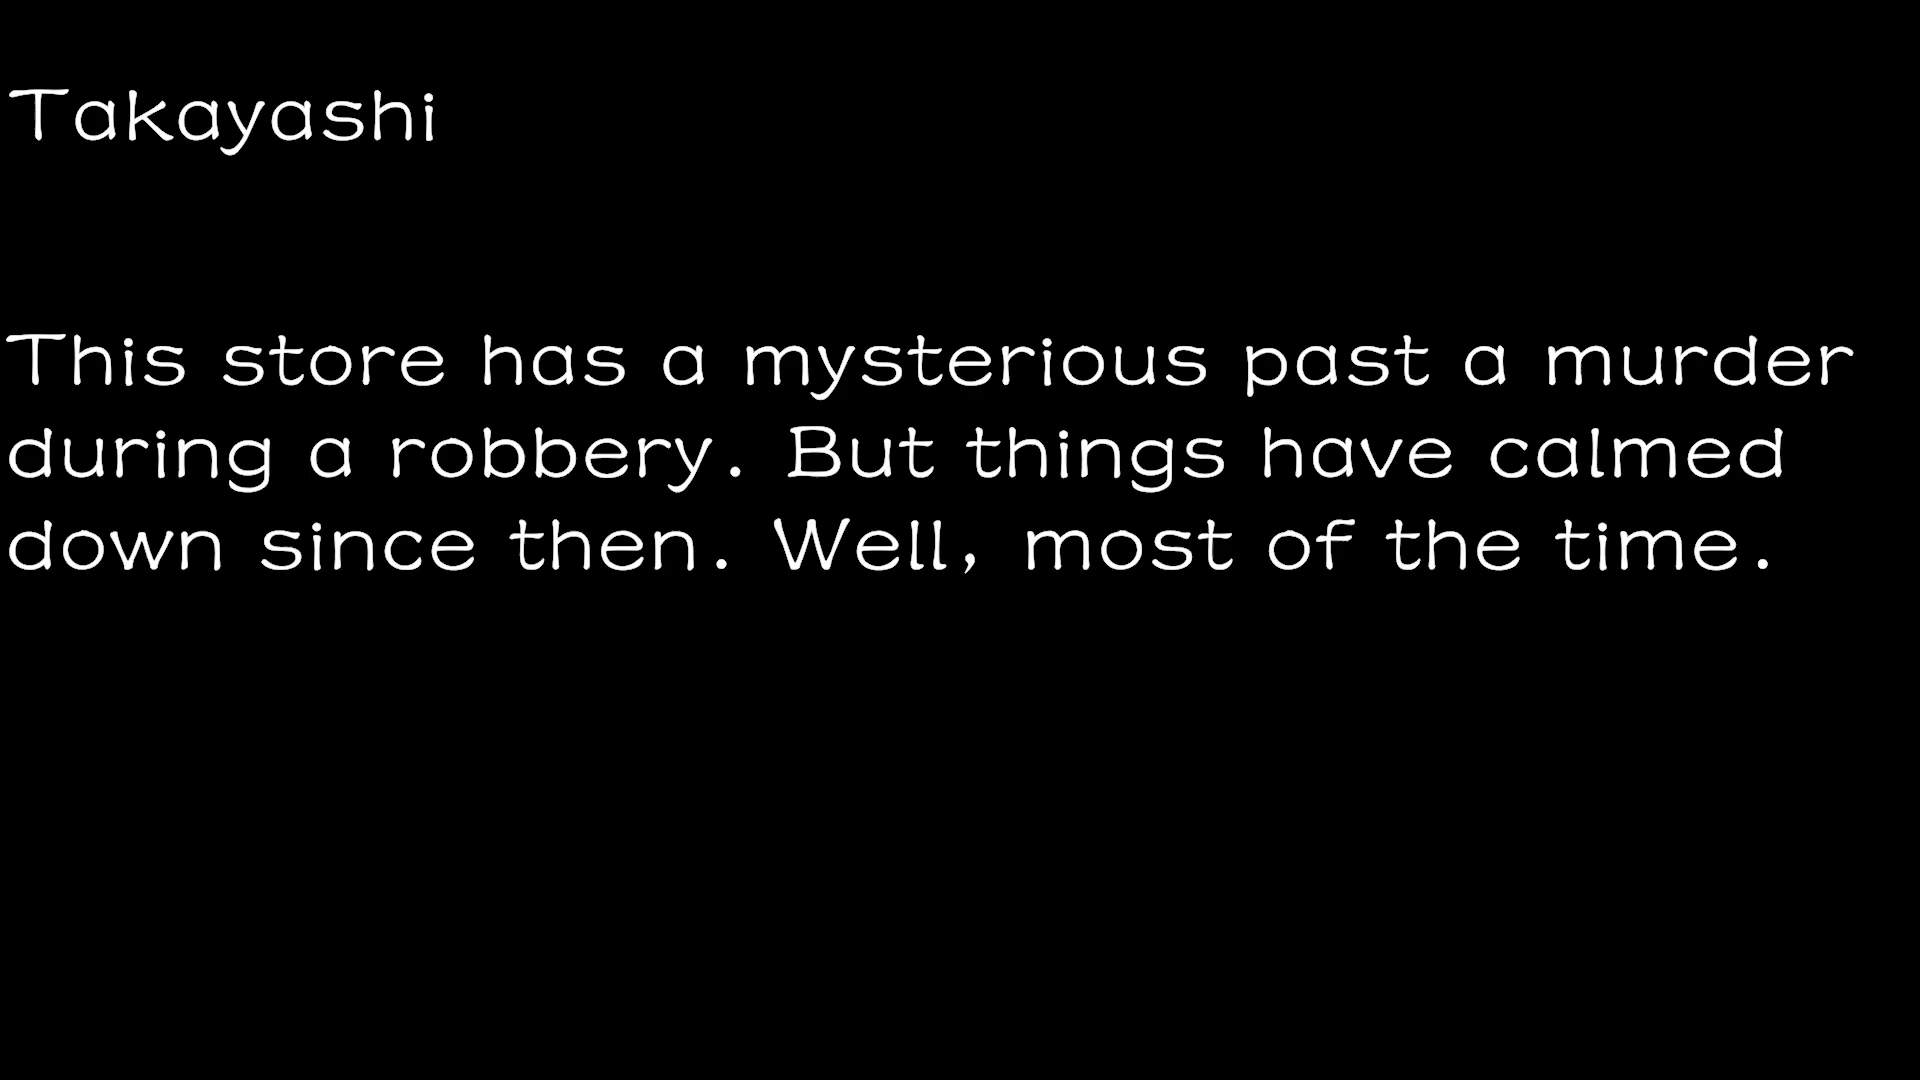 Takayashi
This store has a mysterious past a murder
during a robbery. But things have calmed
down since then. Well, most of the time.